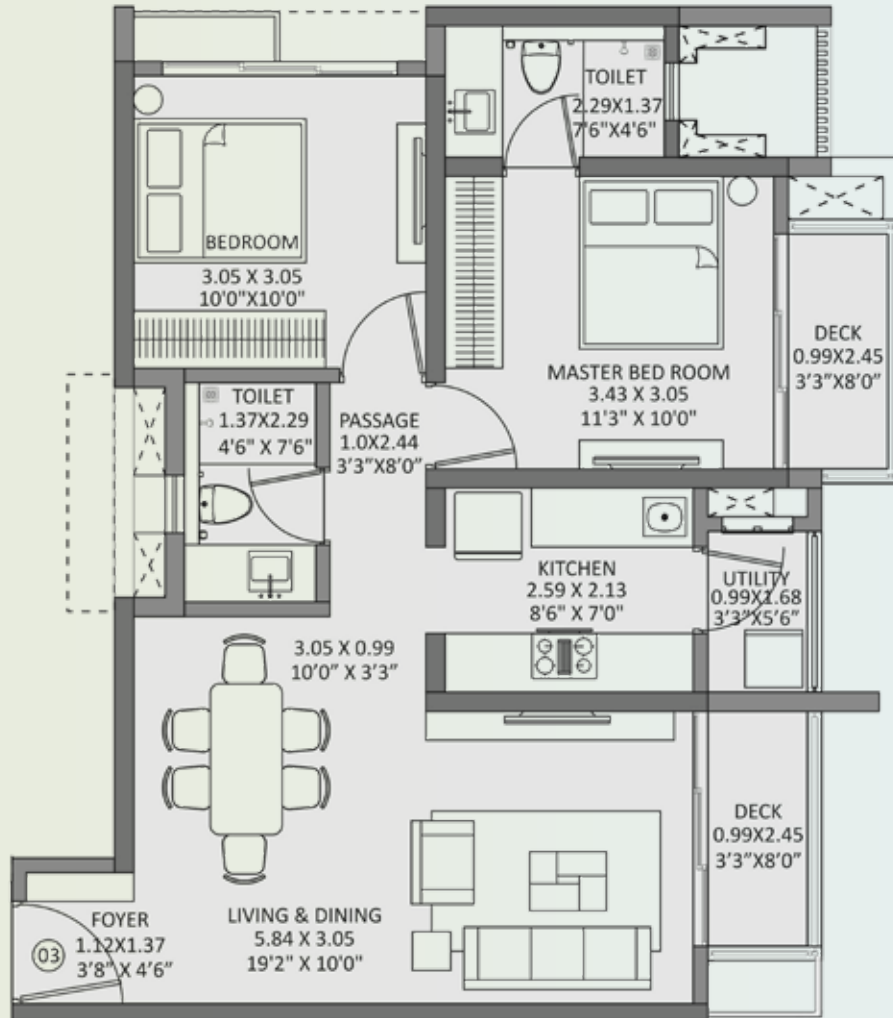 TOILET
2.29X1.37
7'6"X4'6"
BEDROOM
3.05 X 3.05
10'0"X10'0"
MASTER BED ROOM
3.43 X 3.05
11'3" X 10'0"
DECK
0.99X2.45
3'3"X8'0"
TOILET
1.37X2.29
4'6" X 7'6"
PASSAGE
1.0X2.44
3'3"X8'0"
KITCHEN
2.59 X 2.13
8'6" X 7'0"
UTILITY
0.99X1.68
3'3"X5'6"
3.05 X 0.99
10'0" X 3'3"
DECK
0.99X2.45
3'3"X8'0"
FOYER
1.12X1.37
3'8" X 4'6"
03
LIVING & DINING
5.84 X 3.05
19'2" X 10'0"